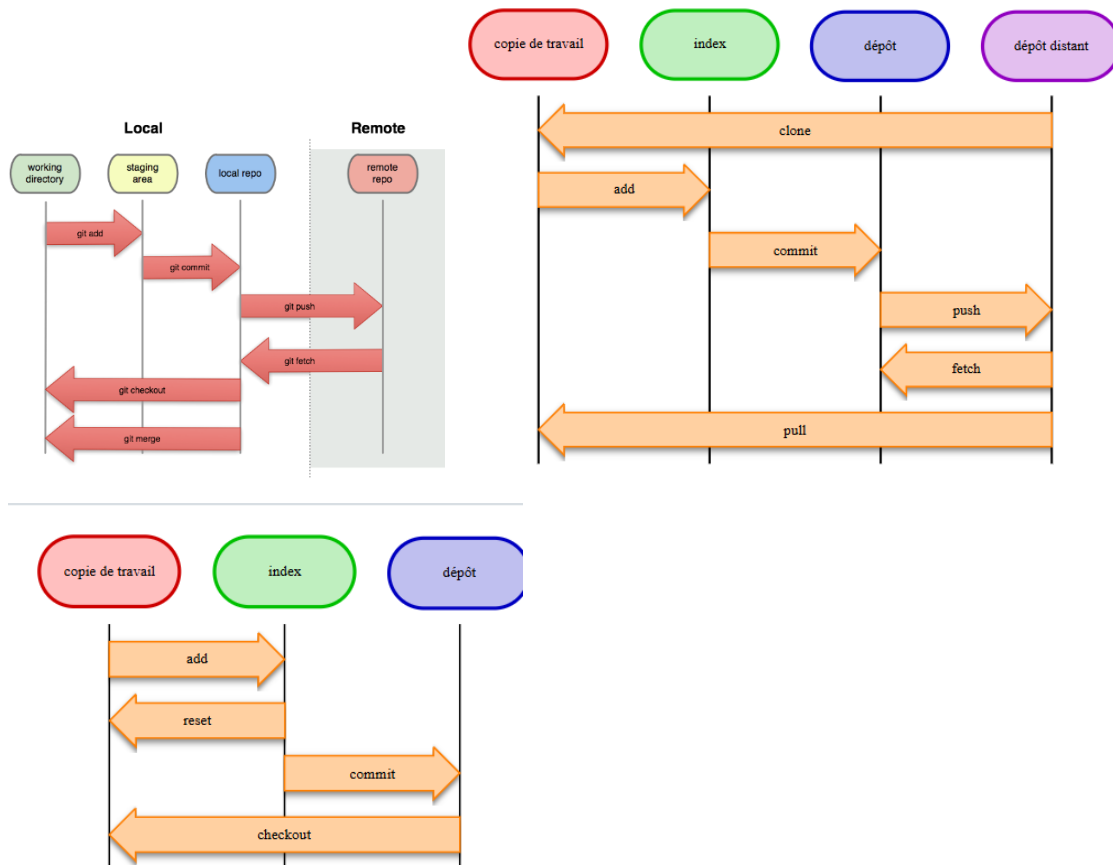 Local
Remote
working
directory
staging
area
local repo
remote
repo
git add
git commit
git push
git fetch
git checkout
git merge
copie de travail
index
dépôt
dépôt distant
clone
add
commit
push
fetch
pull
copie de travail
index
dépôt
add
reset
commit
checkout